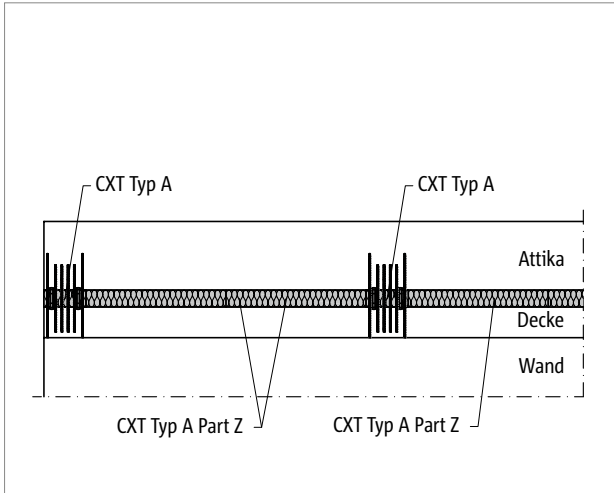 CXT Typ A
CXT Typ A
Attika
Decke
Wand
CXT Typ A Part Z
CXT Typ A Part Z